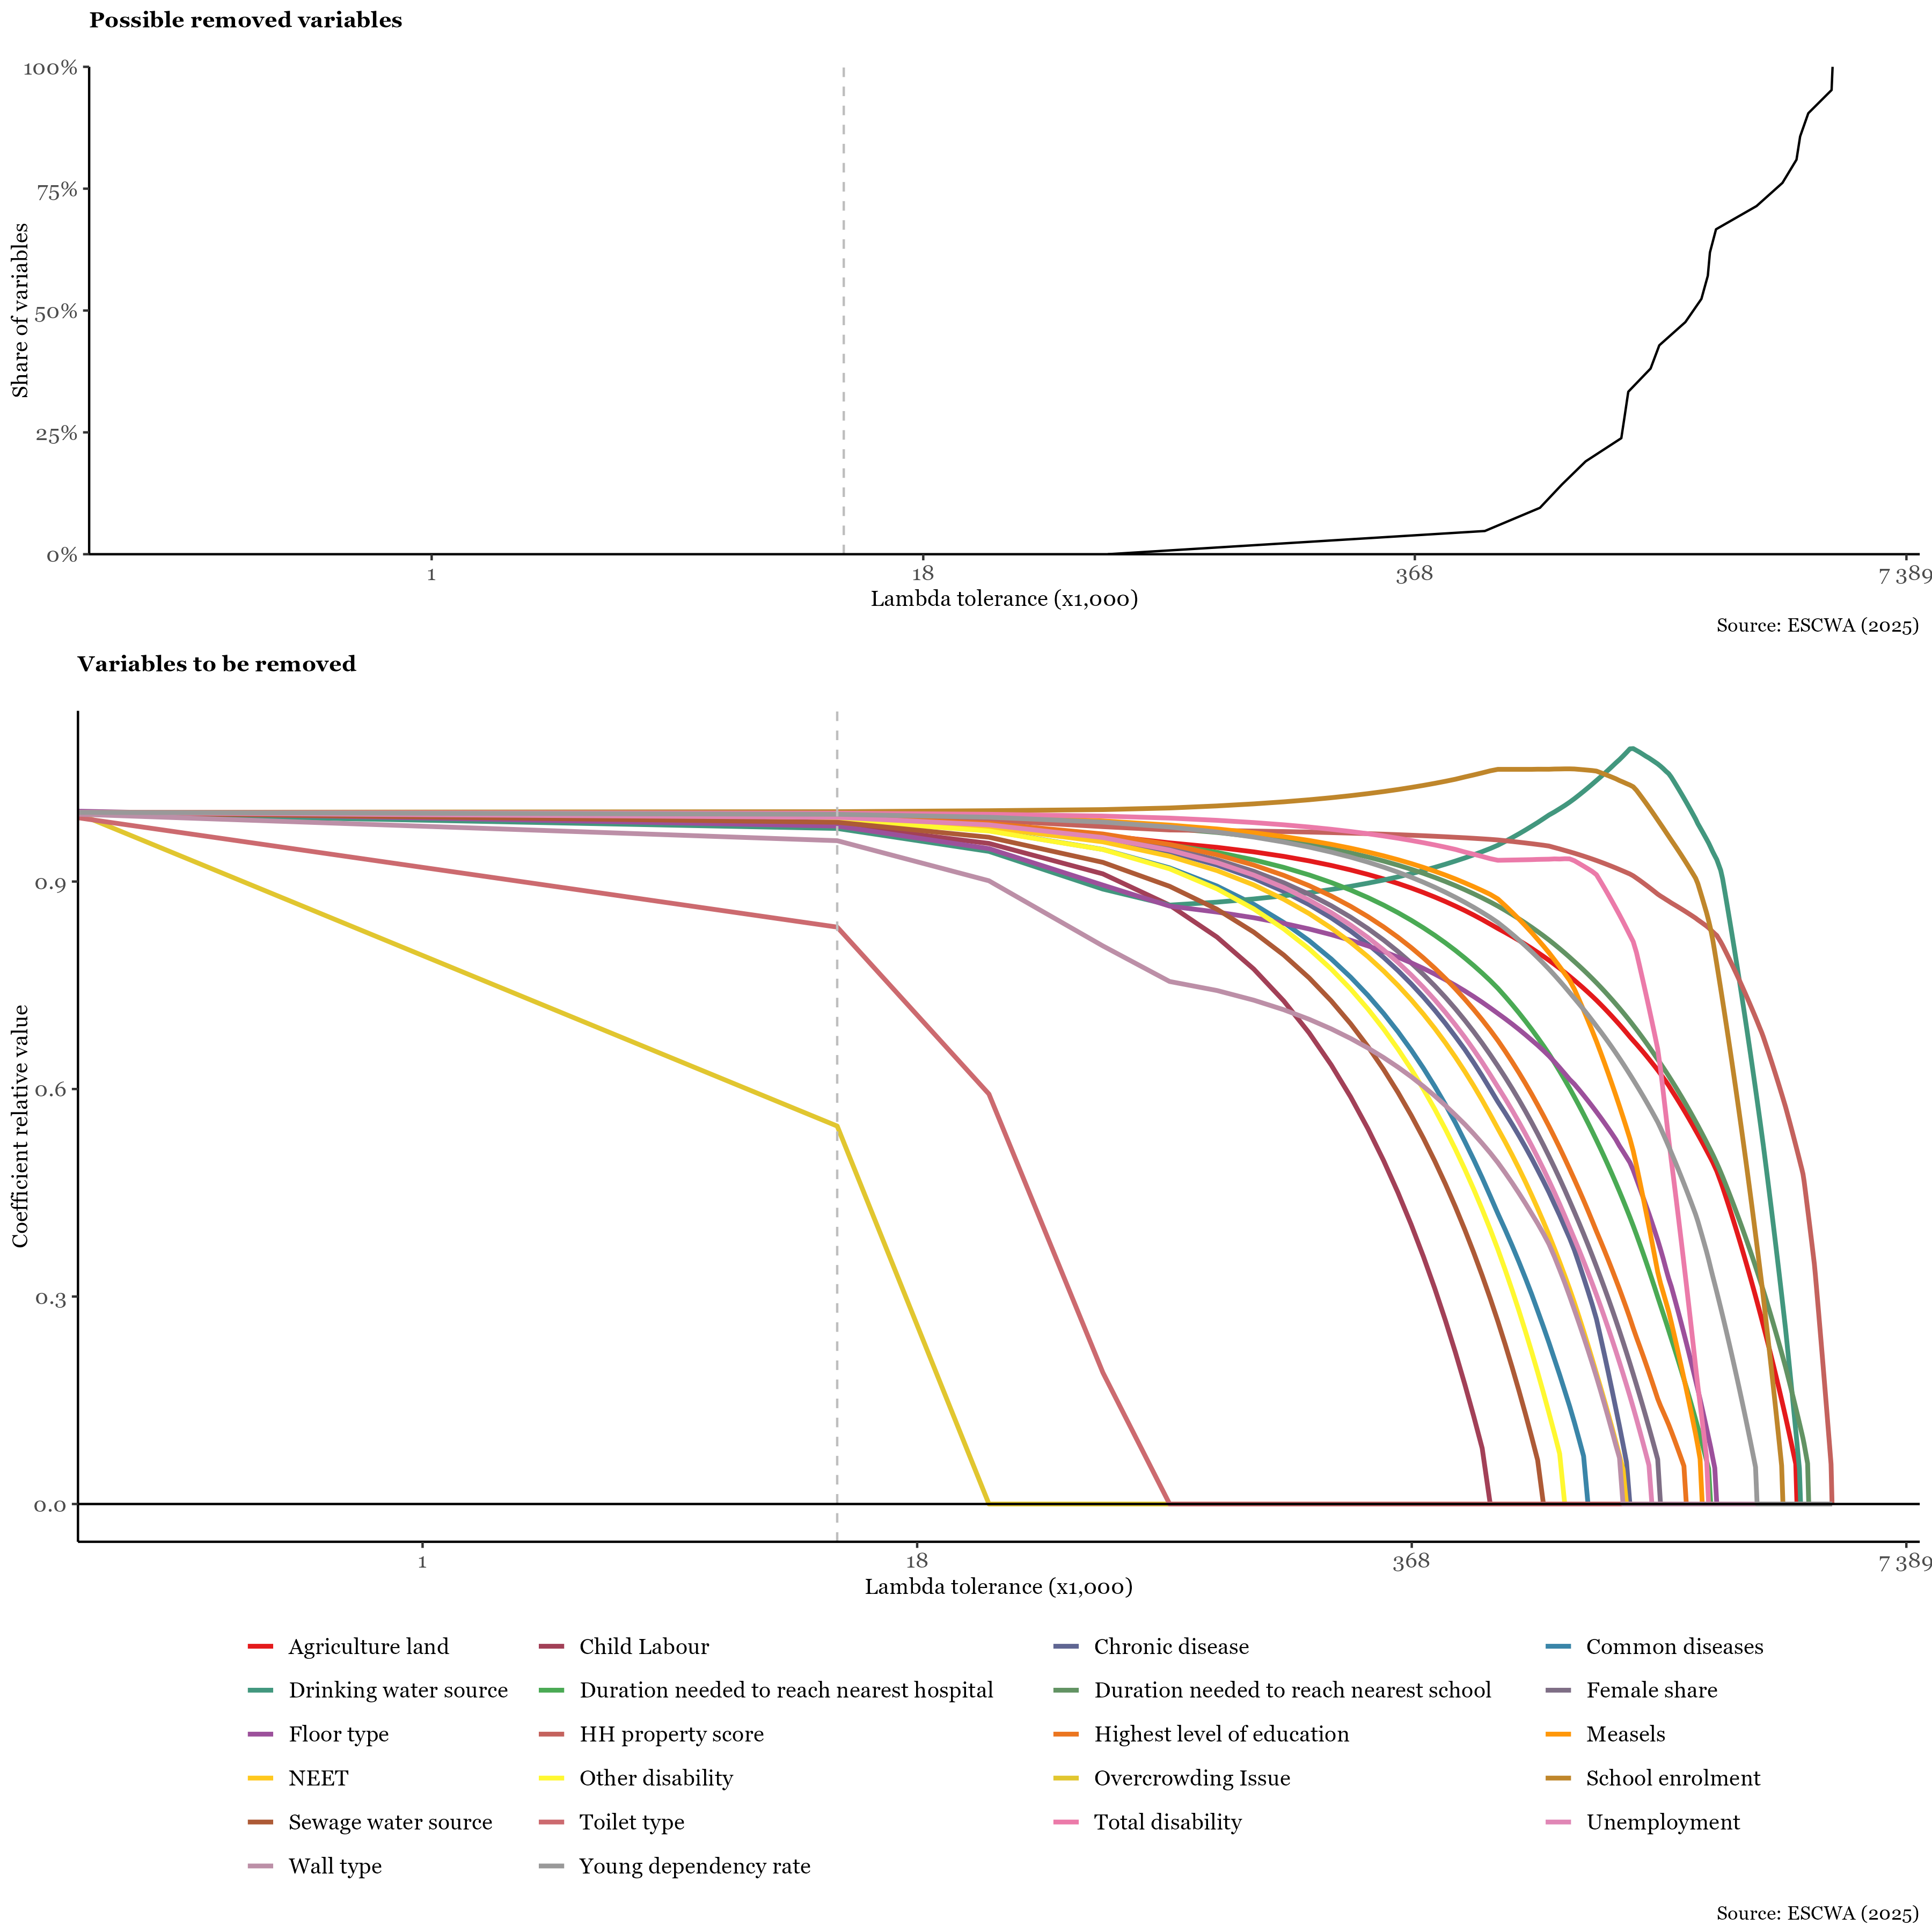 Possible removed variables
100%
75%
50%
25%
0%
Share of variables
1 18 368 7 389
Lambda tolerance (x1,000)
Source: ESCWA (2025)
Variables to be removed
0.9
0.6
0.3
0.0
Coefficient relative value
1 18 368 7 389
Lambda tolerance (x1,000)
Agriculture land Child Labour Chronic disease Common diseases
Drinking water source Duration needed to reach nearest hospital Duration needed to reach nearest school Female share
Floor type HH property score Highest level of education Measels
NEET Other disability Overcrowding Issue School enrolment
Sewage water source Toilet type Total disability Unemployment
Wall type Young dependency rate
Source: ESCWA (2025)